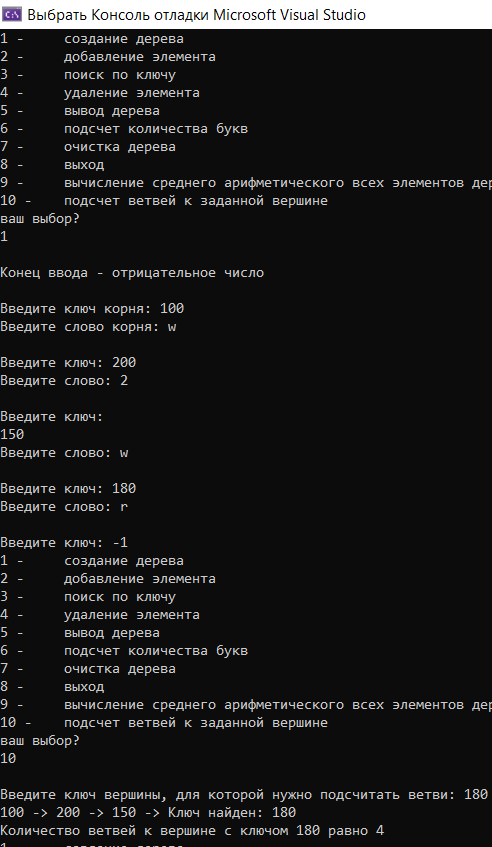 Выбрать Консоль отладки Microsoft Visual Studio
1 - создание дерева
2 - добавление элемента
3 - поиск по ключу
4 - удаление элемента
5 - вывод дерева
6 - подсчет количества букв
7 - очистка дерева
8 - выход
9 - вычисление среднего арифметического всех элементов дер
10 - подсчет ветвей к заданной вершине
ваш выбор?
1
Конец ввода - отрицательное число
Введите ключ корня: 100
Введите слово корня: w
Введите ключ: 200
Введите слово: 2
Введите ключ:
150
Введите слово: w
Введите ключ: 180
Введите слово: r
Введите ключ: -1
1 - создание дерева
2 - добавление элемента
3 - поиск по ключу
4 - удаление элемента
5 - вывод дерева
6 - подсчет количества букв
7 - очистка дерева
8 - выход
9 - вычисление среднего арифметического всех элементов дер
10 - подсчет ветвей к заданной вершине
ваш выбор?
10
Введите ключ вершины, для которой нужно подсчитать ветви: 180
100 -> 200 -> 150 -> Ключ найден: 180
Количество ветвей к вершине с ключом 180 равно 4